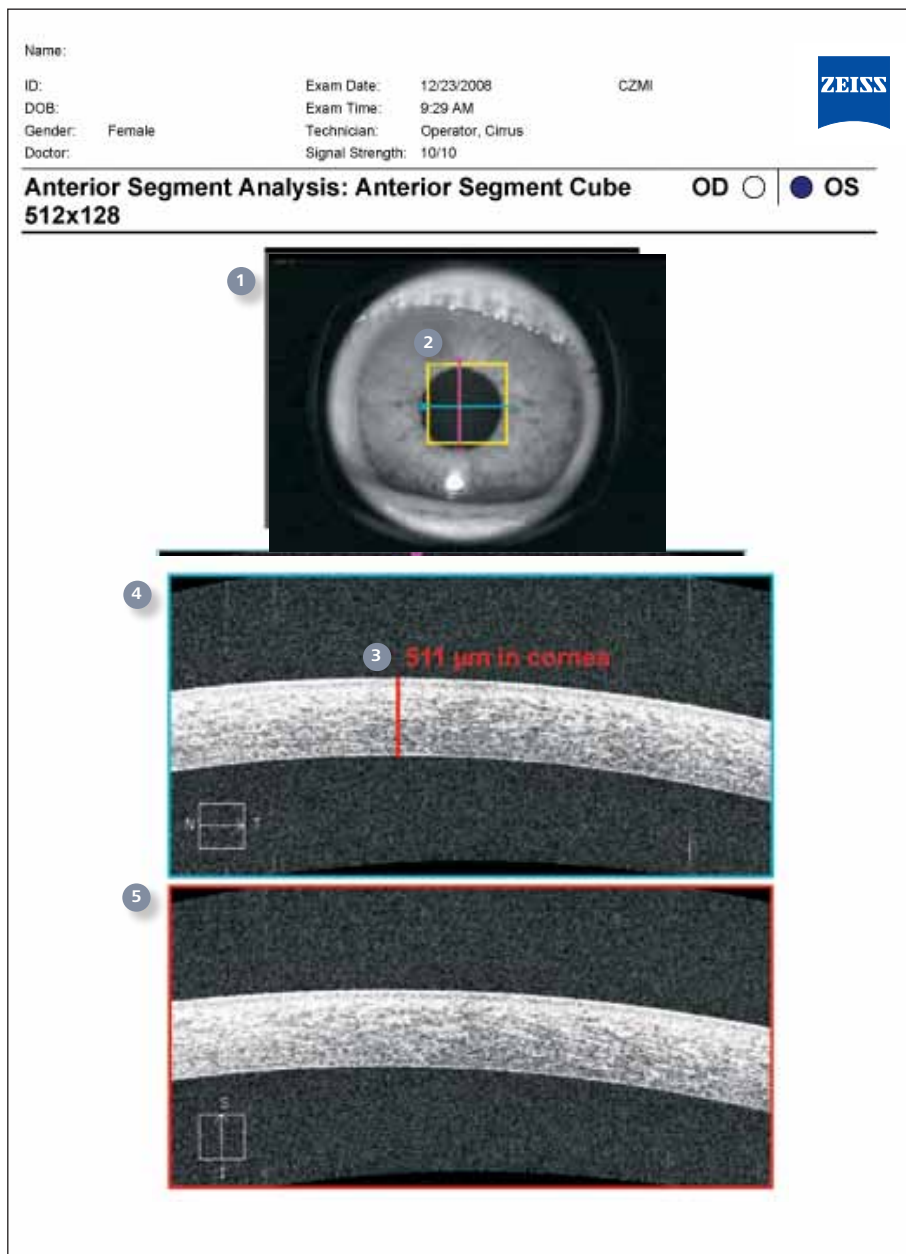 Name:
ZEISS
ID: Exam Date: 12/23/2008 CZMI
DOB: Exam Time: 9:29 AM
Gender: Female Technician: Operator, Cirrus
Doctor: Signal Strength: 10/10
Anterior Segment Analysis: Anterior Segment Cube OD OS
512x128
1
2
4
3 511 µm in cornea
N T
5
S
I